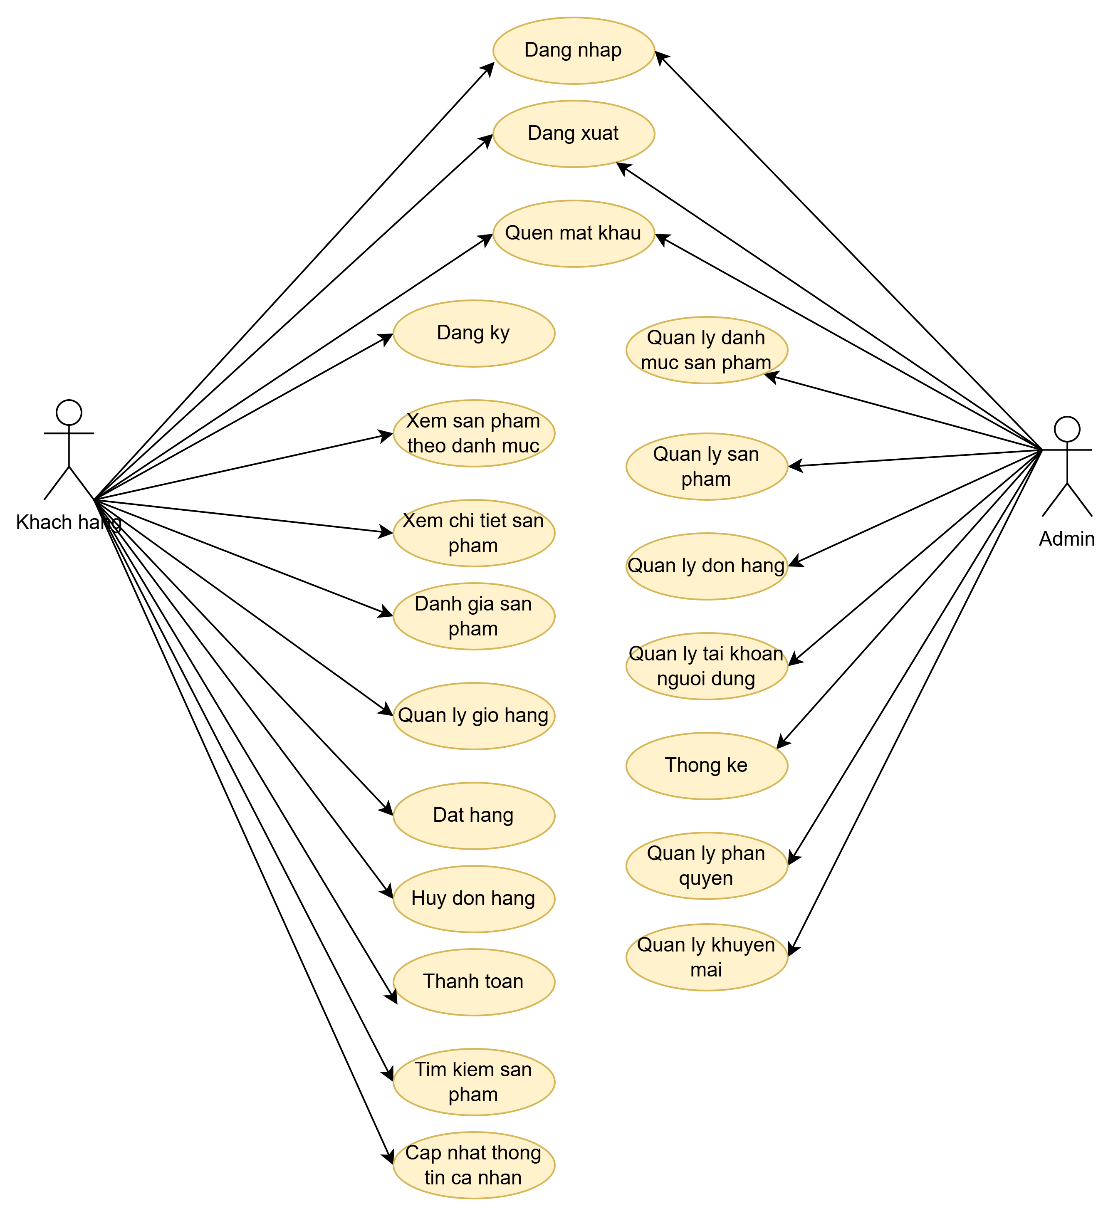 Dang nhap
Dang xuat
Quen mat khau
Dang ky
Xem san pham
theo danh muc
Xem chi tiet san
pham
Danh gia san
pham
Quan ly gio hang
Dat hang
Huy don hang
Thanh toan
Tim kiem san
pham
Cap nhat thong
tin ca nhan
Khach hang
Quan ly danh
muc san pham
Quan ly san
pham
Quan ly don hang
Quan ly tai khoan
nguoi dung
Thong ke
Quan ly phan
quyen
Quan ly khuyen
mai
Admin